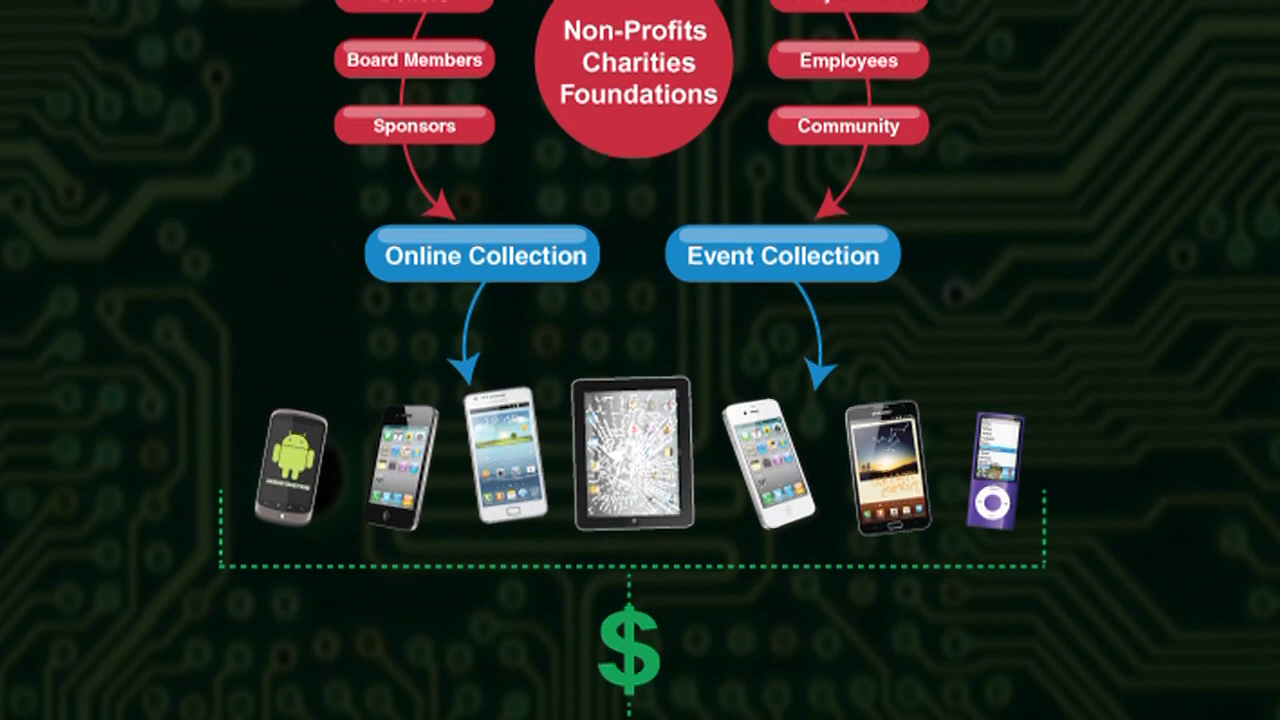 Non-Profits
Charities
Foundations
Board Members
Employees
Sponsors
Community
Online Collection
Event Collection
$